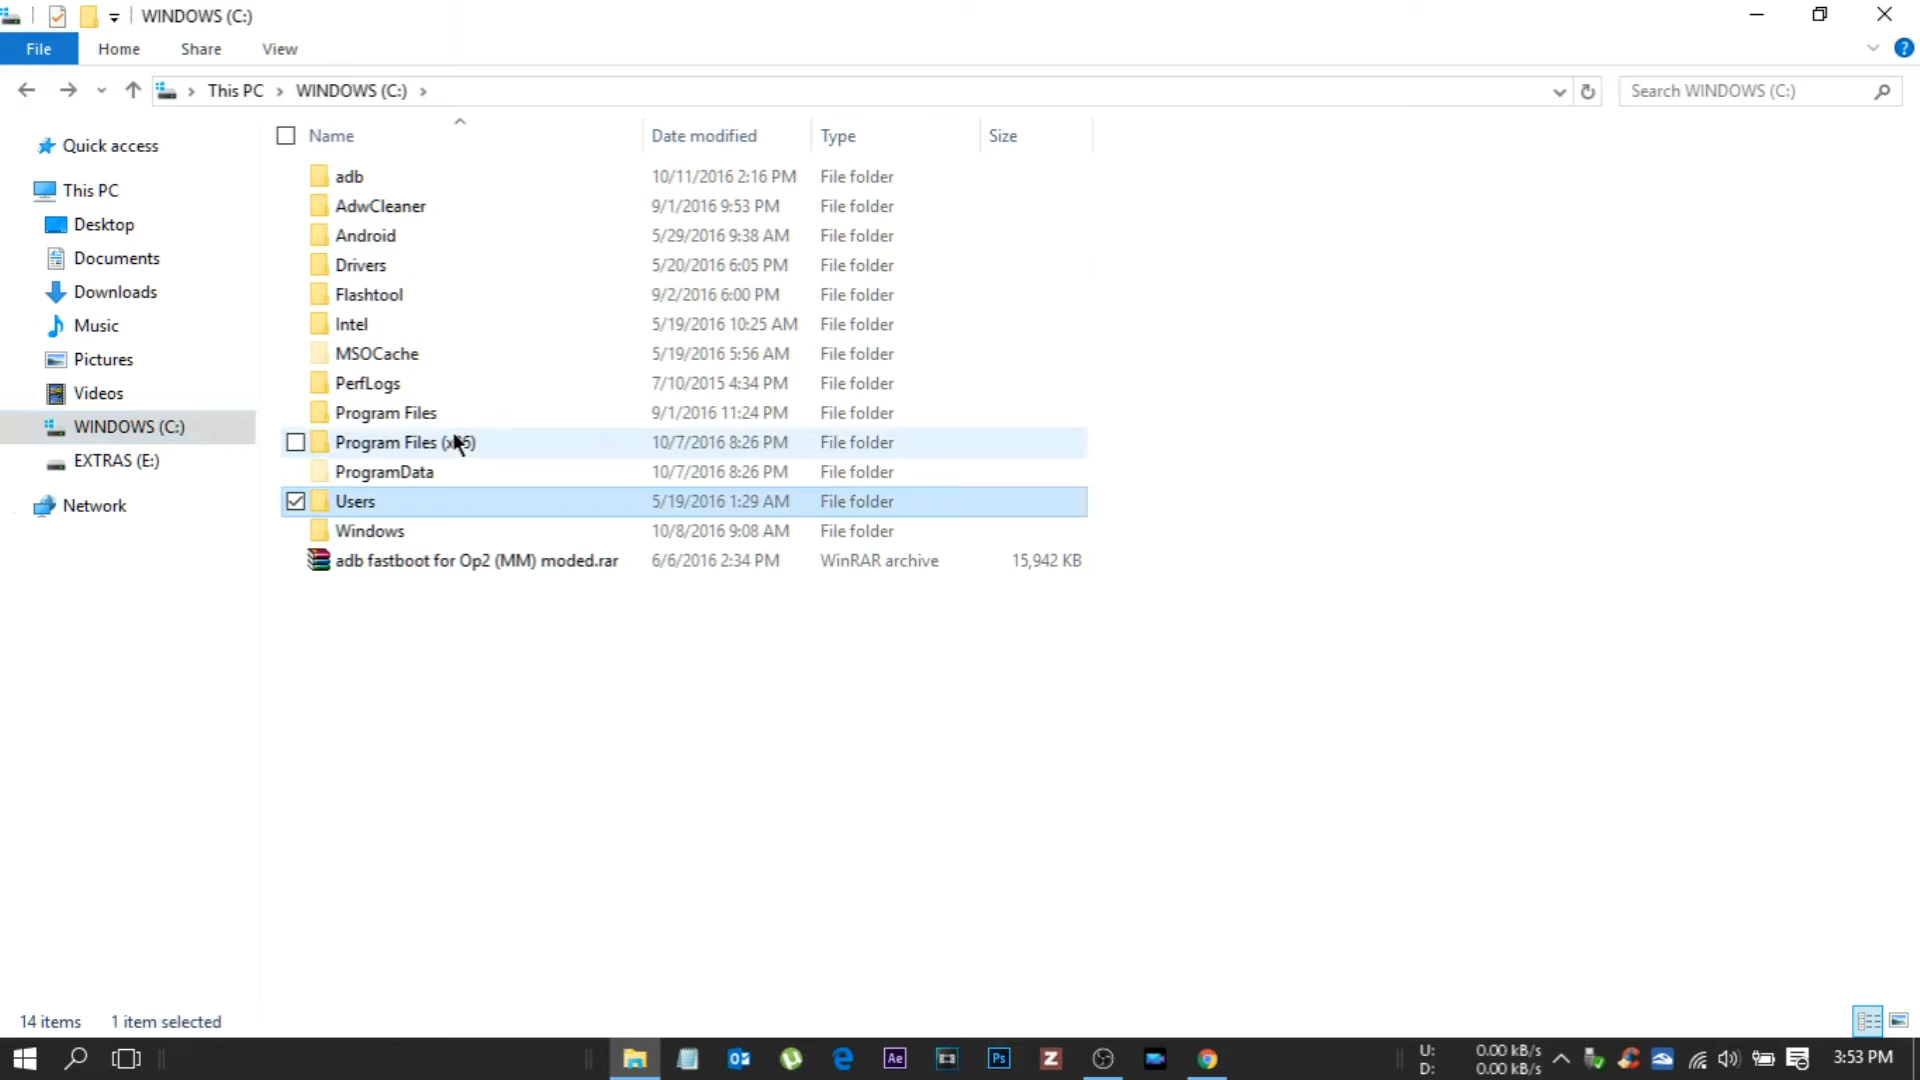 WINDOWS (C:)
File Home Share View
This PC WINDOWS (C:) Search WINDOWS (C:)
Name Date modified Type Size
Quick access
This PC
Desktop
Documents
Downloads
Music
Pictures
Videos
WINDOWS (C:)
EXTRAS (E:)
Network
adb 10/11/2016 2:16 PM File folder
AdwCleaner 9/1/2016 9:53 PM File folder
Android 5/29/2016 9:38 AM File folder
Drivers 5/20/2016 6:05 PM File folder
Flashtool 9/2/2016 6:00 PM File folder
Intel 5/19/2016 10:25 AM File folder
MSOCache 5/19/2016 5:56 AM File folder
PerfLogs 7/10/2015 4:34 PM File folder
Program Files 9/1/2016 11:24 PM File folder
Program Files (x86) 10/7/2016 8:26 PM File folder
ProgramData 10/7/2016 8:26 PM File folder
Users 5/19/2016 1:29 AM File folder
Windows 10/8/2016 9:08 AM File folder
adb fastboot for Op2 (MM) moded.rar 6/6/2016 2:34 PM WinRAR archive 15,942 KB
14 items 1 item selected
Ae Ps Z
U: 0.00 kB/s
D: 0.00 kB/s
3:53 PM